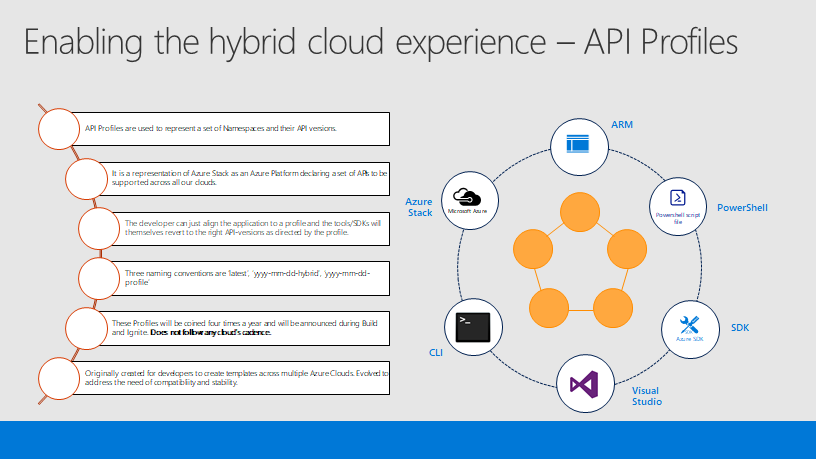 Enabling the hybrid cloud experience – API Profiles
API Profiles are used to represent a set of Namespaces and their API versions.
It is a representation of Azure Stack as an Azure Platform declaring a set of APIs to be
supported across all our clouds.
The developer can just align the application to a profile and the tools/SDKs will
themselves revert to the right API-versions as directed by the profile.
Three naming conventions are 'latest', 'yyyy-mm-dd-hybrid', 'yyyy-mm-dd-
profile'
These Profiles will be coined four times a year and will be announced during Build
and Ignite. Does not follow any cloud's cadence.
Originally created for developers to create templates across multiple Azure Clouds. Evolved to
address the need of compatibility and stability.
ARM
Azure
Stack
Microsoft Azure
PowerShell
Powershell script
file
>_
CLI
SDK
Azure SDK
Visual
Studio